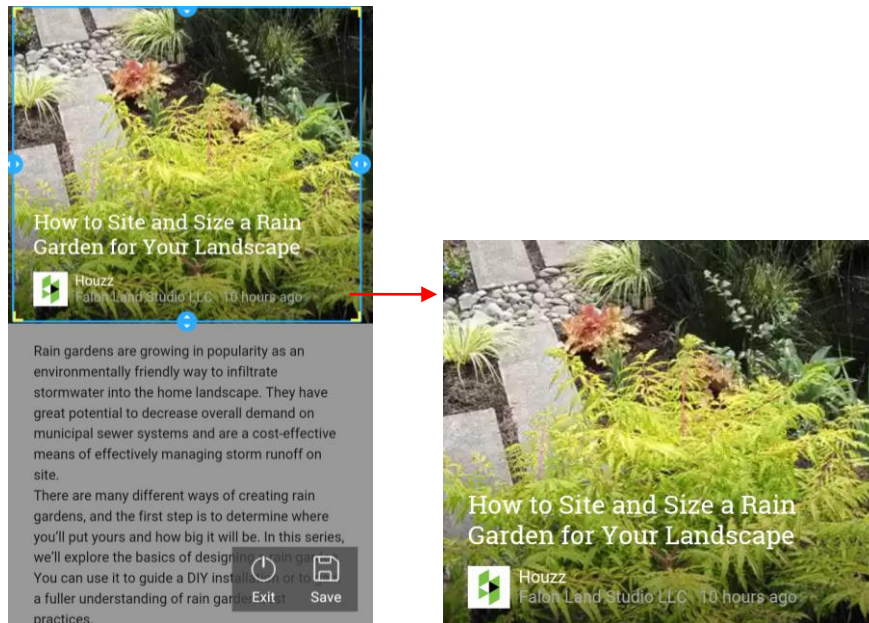 How to Site and Size a Rain
Garden for Your Landscape
Houzz
Falon Land Studio LLC 10 hours ago
Rain gardens are growing in popularity as an
environmentally friendly way to infiltrate
stormwater into the home landscape. They have
great potential to decrease overall demand on
municipal sewer systems and are a cost-effective
means of effectively managing storm runoff on
site.
There are many different ways of creating rain
gardens, and the first step is to determine where
you'll put yours and how big it will be. In this series,
we'll explore the basics of designing a rain garden.
You can use it to guide a DIY installation or to
a fuller understanding of rain garden best
practices.
Exit Save
How to Site and Size a Rain
Garden for Your Landscape
Houzz
Falon Land Studio LLC 10 hours ago